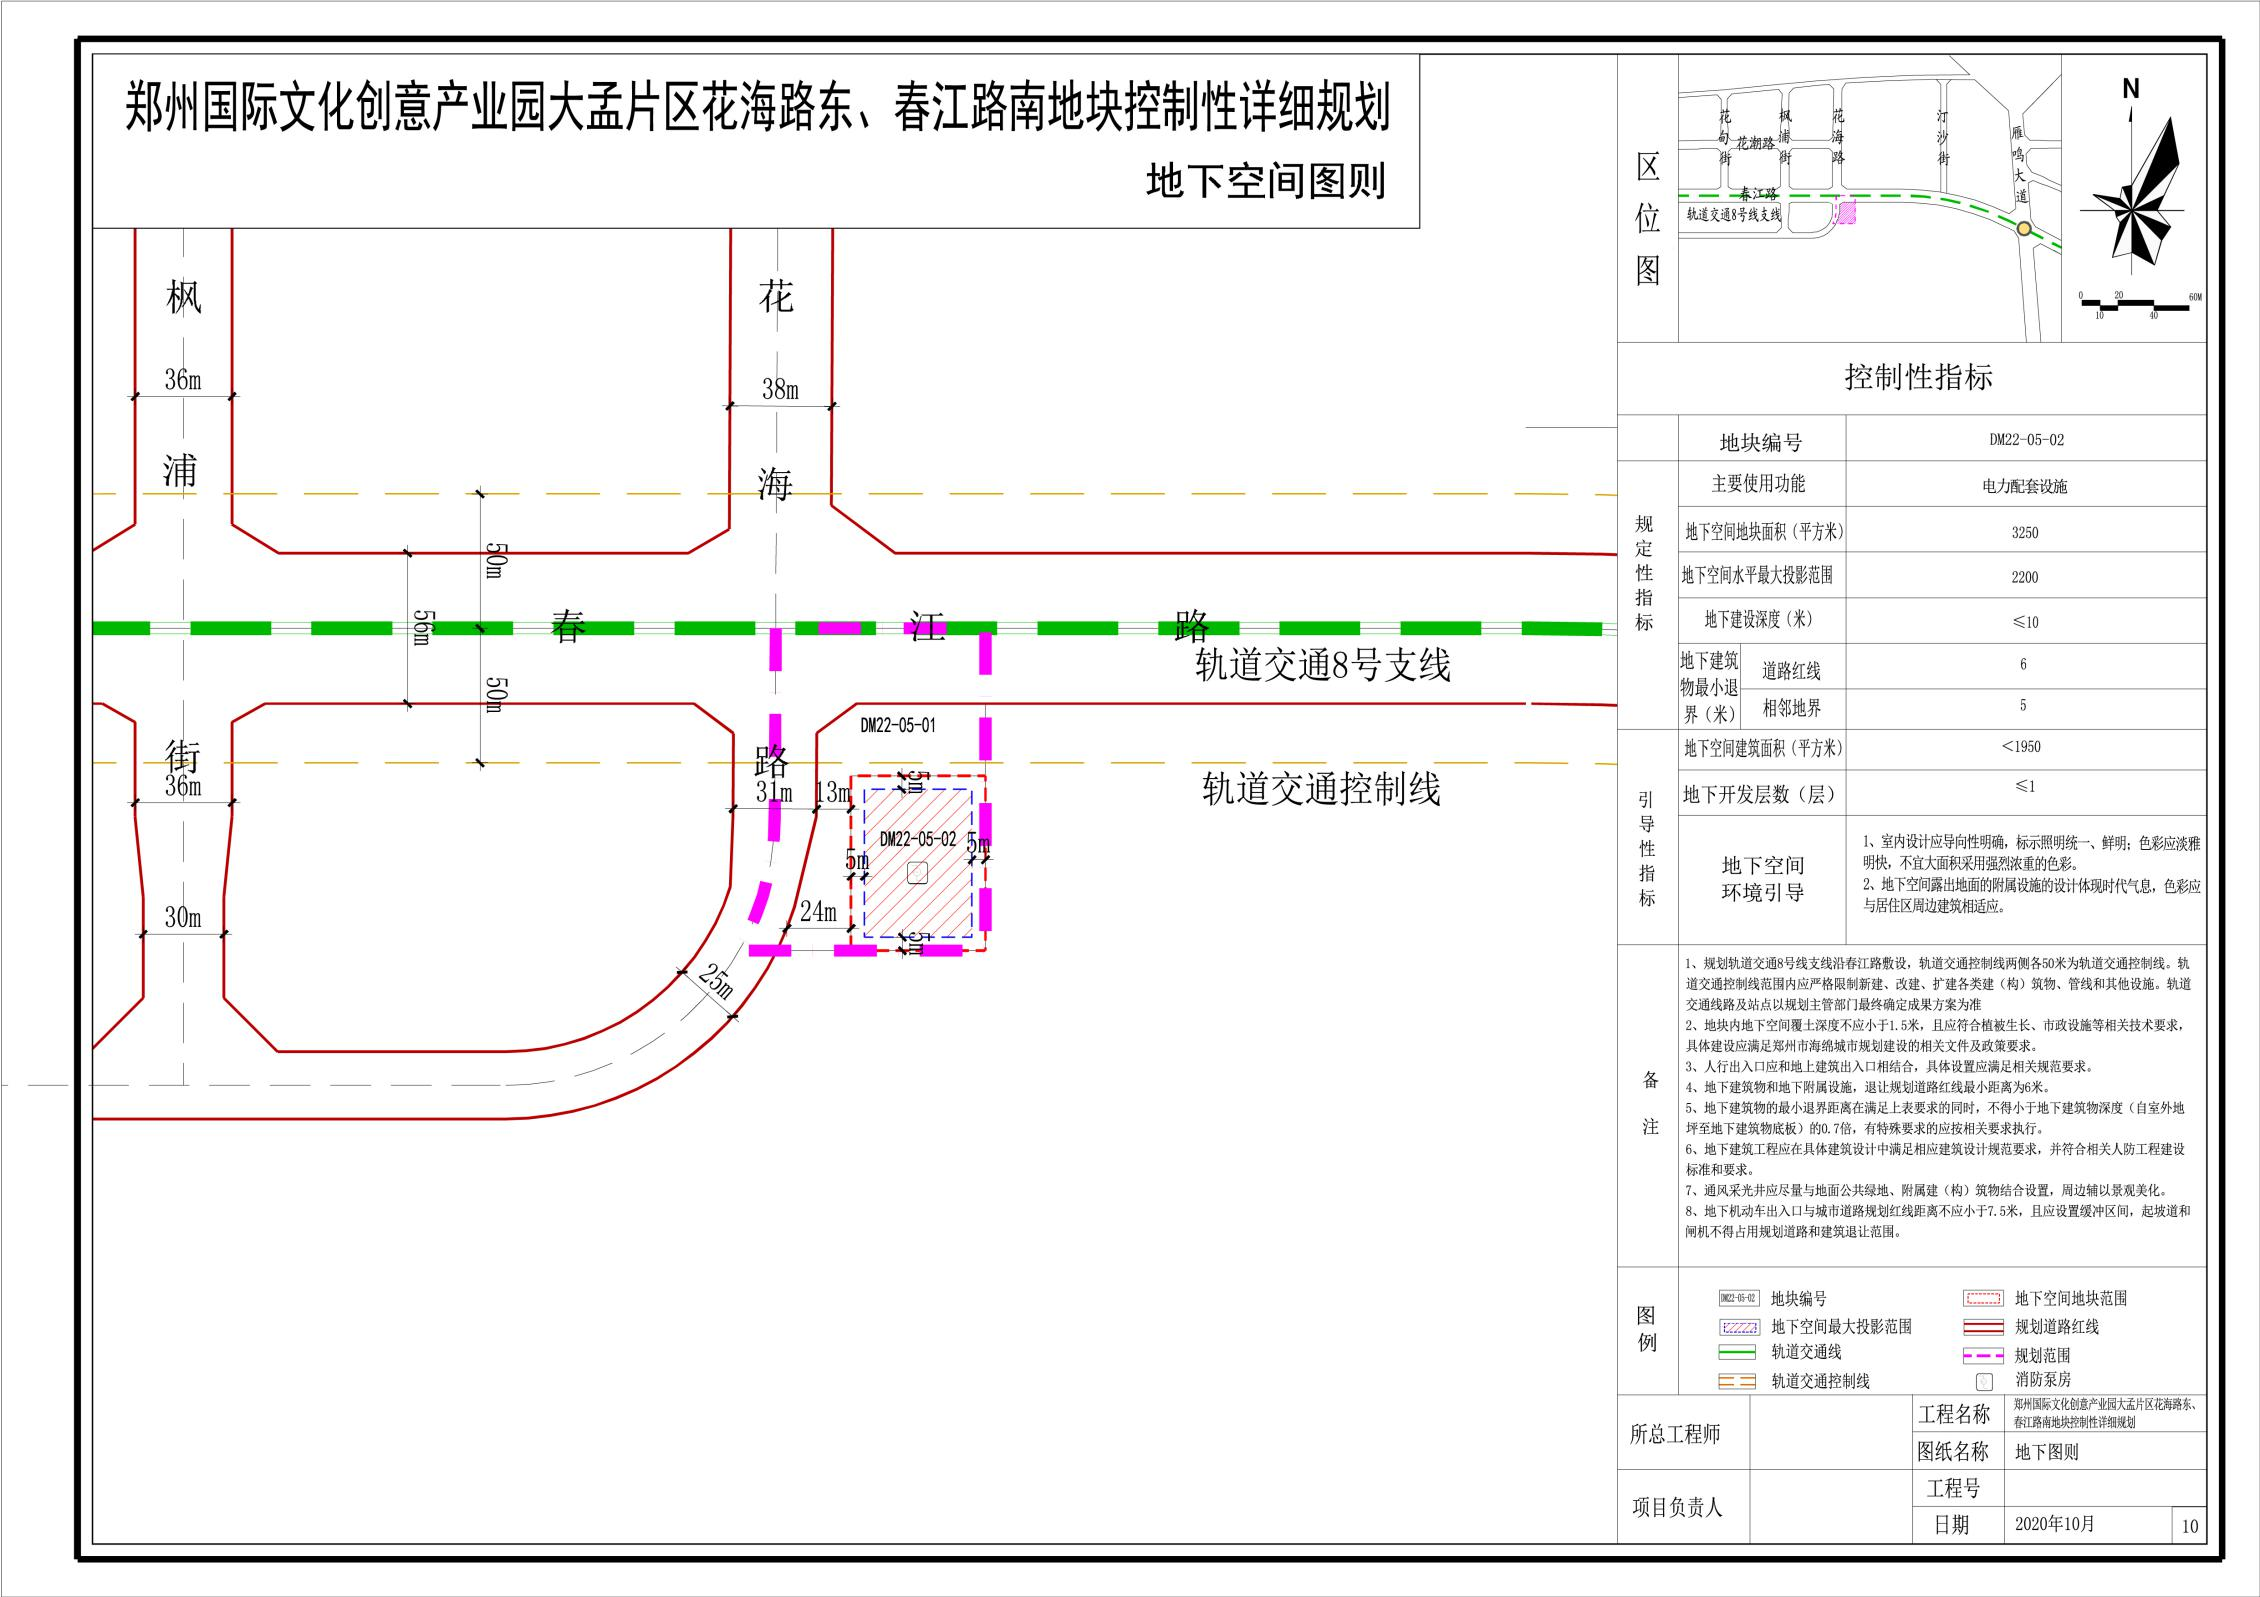 郑州国际文化创意产业园大孟片区花海路东、春江路南地块控制性详细规划
地下空间图则
枫
浦
街
花
海
路
36m
38m
50m
56m
50m
春
江
路
轨道交通8号支线
DM22-05-01
轨道交通控制线
36m
31m
13m
5m
DM22-05-02
5m
5m
24m
5m
30m
25m
区位图
花
旬
街
枫
浦
街
花
海
路
汀
沙
街
雁
鸣
大
道
花潮路
春江路
轨道交通8号线支线
N
0
20
60M
10
40
控制性指标
地块编号
DM22-05-02
规定性指标
主要使用功能
电力配套设施
地下空间地块面积（平方米）
3250
地下空间水平最大投影范围
2200
地下建设深度（米）
≤10
地下建筑
物最小退
界（米）
道路红线
6
相邻地界
5
引导性指标
地下空间建筑面积（平方米）
<1950
地下开发层数（层）
≤1
地下空间
环境引导
1、室内设计应导向性明确，标示照明统一、鲜明；色彩应淡雅
明快，不宜大面积采用强烈浓重的色彩。
2、地下空间露出地面的附属设施的设计体现时代气息，色彩应
与居住区周边建筑相适应。
备注
1、规划轨道交通8号线支线沿春江路敷设，轨道交通控制线两侧各50米为轨道交通控制线。轨
道交通控制线范围内应严格限制新建、改建、扩建各类建（构）筑物、管线和其他设施。轨道
交通线路及站点以规划主管部门最终确定成果方案为准
2、地块内地下空间覆土深度不应小于1.5米，且应符合植被生长、市政设施等相关技术要求，
具体建设应满足郑州市海绵城市规划建设的相关文件及政策要求。
3、人行出入口应和地上建筑出入口相结合，具体设置应满足相关规范要求。
4、地下建筑物和地下附属设施，退让规划道路红线最小距离为6米。
5、地下建筑物的最小退界距离在满足上表要求的同时，不得小于地下建筑物深度（自室外地
坪至地下建筑物底板）的0.7倍，有特殊要求的应按相关要求执行。
6、地下建筑工程应在具体建筑设计中满足相应建筑设计规范要求，并符合相关人防工程建设
标准和要求。
7、通风采光井应尽量与地面公共绿地、附属建（构）筑物结合设置，周边辅以景观美化。
8、地下机动车出入口与城市道路规划红线距离不应小于7.5米，且应设置缓冲区间，起坡道和
闸机不得占用规划道路和建筑退让范围。
图例
DM22-05-02
地块编号
地下空间地块范围
地下空间最大投影范围
规划道路红线
轨道交通线
规划范围
轨道交通控制线
消防泵房
所总工程师
工程名称
郑州国际文化创意产业园大孟片区花海路东、
春江路南地块控制性详细规划
图纸名称
地下图则
项目负责人
工程号
日期
2020年10月
10